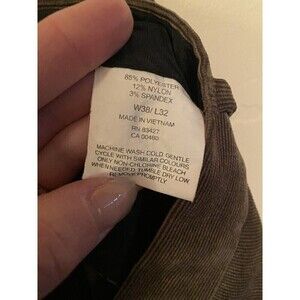 85% POLYESTER
12% NYLON
3% SPANDEX
W38/ L32
MADE IN VIETNAM
RN 83427
CA 00460
MACHINE WASH COLD GENTLE
CYCLE WITH SIMILAR COLOURS
ONLY NON-CHLORINE BLEACH
WHEN NEEDED TUMBLE DRY LOW
REMOVE PROMPTLY